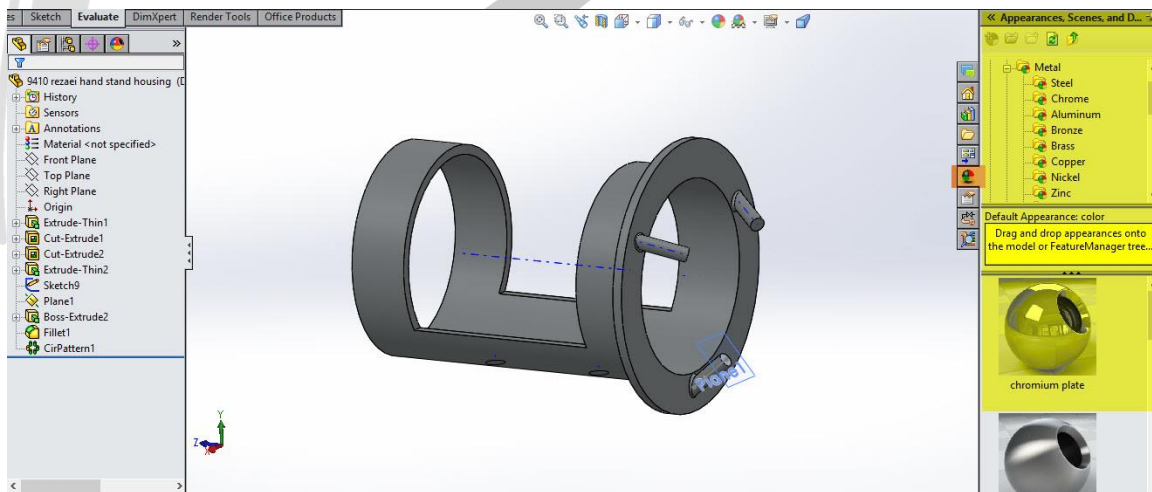 es Sketch Evaluate DimXpert Render Tools Office Products
9410 rezaei hand stand housing (D
History
Sensors
Annotations
Material <not specified>
Front Plane
Top Plane
Right Plane
Origin
Extrude-Thin1
Cut-Extrude1
Cut-Extrude2
Extrude-Thin2
Sketch9
Plane1
Boss-Extrude2
Fillet1
CirPattern1
Plane1
Y
Z
Appearances, Scenes, and D...
Metal
Steel
Chrome
Aluminum
Bronze
Brass
Copper
Nickel
Zinc
Default Appearance: color
Drag and drop appearances onto
the model or FeatureManager tree...
chromium plate